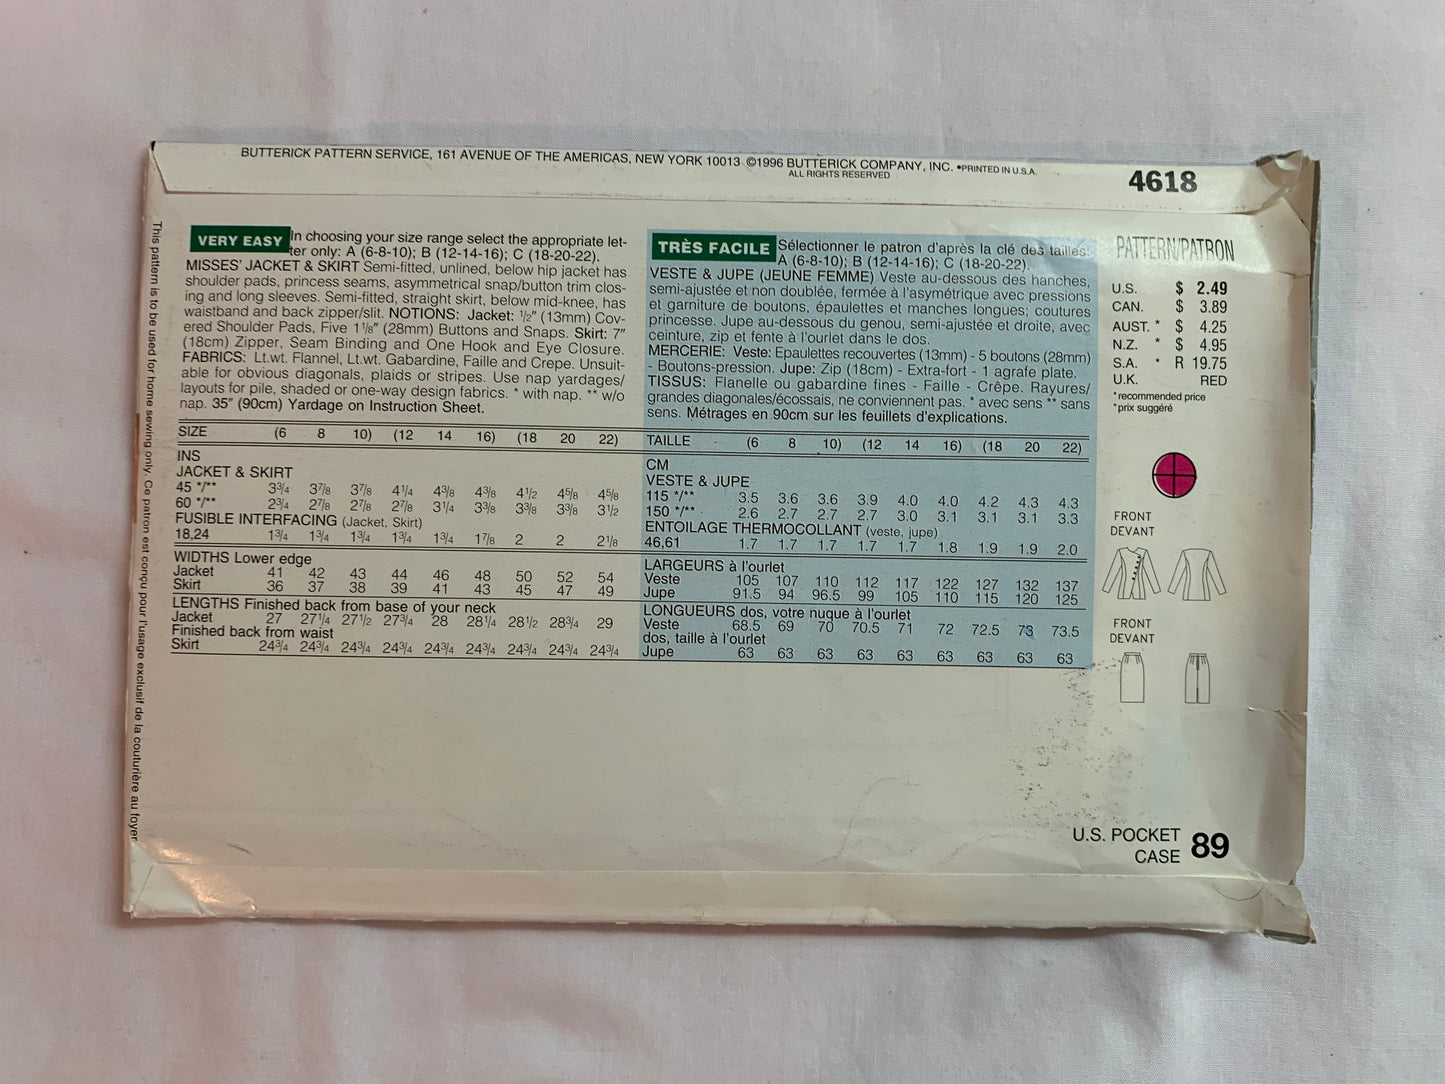 BUTTERICK PATTERN SERVICE, 161 AVENUE OF THE AMERICAS, NEW YORK 10013 ©1996 BUTTERICK COMPANY, INC. •PRINTED IN U.S.A.
ALL RIGHTS RESERVED
4618
This pattern is to be used for home sewing only. Ce patron est conçu pour l'usage exclusif de la couturière au foyer
VERY EASY In choosing your size range select the appropriate let-
ter only: A (6-8-10); B (12-14-16); C (18-20-22).
MISSES' JACKET & SKIRT Semi-fitted, unlined, below hip jacket has
shoulder pads, princess seams, asymmetrical snap/button trim clos-
ing and long sleeves. Semi-fitted, straight skirt, below mid-knee, has
waistband and back zipper/slit. NOTIONS: Jacket: 1/2" (13mm) Cov-
ered Shoulder Pads, Five 1 1/8" (28mm) Buttons and Snaps. Skirt: 7"
(18cm) Zipper, Seam Binding and One Hook and Eye Closure.
FABRICS: Lt.wt. Flannel, Lt.wt. Gabardine, Faille and Crepe. Unsuit-
able for obvious diagonals, plaids or stripes. Use nap yardages/
layouts for pile, shaded or one-way design fabrics. * with nap. ** w/o
nap. 35" (90cm) Yardage on Instruction Sheet.
SIZE (6 8 10) (12 14 16) (18 20 22)
INS
JACKET & SKIRT
45 */** 3 3/4 3 7/8 3 7/8 4 1/4 4 3/8 4 3/8 4 1/2 4 5/8 4 5/8
60 */** 2 3/4 2 7/8 2 7/8 2 7/8 3 1/4 3 3/8 3 3/8 3 3/8 3 1/2
FUSIBLE INTERFACING (Jacket, Skirt)
18,24 1 3/4 1 3/4 1 3/4 1 3/4 1 3/4 1 7/8 2 2 2 1/8
WIDTHS Lower edge
Jacket 41 42 43 44 46 48 50 52 54
Skirt 36 37 38 39 41 43 45 47 49
LENGTHS Finished back from base of your neck
Jacket 27 27 1/4 27 1/2 27 3/4 28 28 1/4 28 1/2 28 3/4 29
Finished back from waist
Skirt 24 3/4 24 3/4 24 3/4 24 3/4 24 3/4 24 3/4 24 3/4 24 3/4 24 3/4
TRÈS FACILE Sélectionner le patron d'après la clé des tailles:
A (6-8-10); B (12-14-16); C (18-20-22).
VESTE & JUPE (JEUNE FEMME) Veste au-dessous des hanches,
semi-ajustée et non doublée, fermée à l'asymétrique avec pressions
et garniture de boutons, épaulettes et manches longues; coutures
princesse. Jupe au-dessous du genou, semi-ajustée et droite, avec
ceinture, zip et fente à l'ourlet dans le dos.
MERCERIE: Veste: Epaulettes recouvertes (13mm) - 5 boutons (28mm)
- Boutons-pression. Jupe: Zip (18cm) - Extra-fort - 1 agrafe plate.
TISSUS: Flanelle ou gabardine fines - Faille - Crêpe. Rayures/
grandes diagonales/écossais, ne conviennent pas. * avec sens ** sans
sens. Métrages en 90cm sur les feuillets d'explications.
TAILLE (6 8 10) (12 14 16) (18 20 22)
CM
VESTE & JUPE
115 */** 3.5 3.6 3.6 3.9 4.0 4.0 4.2 4.3 4.3
150 */** 2.6 2.7 2.7 2.7 3.0 3.1 3.1 3.1 3.3
ENTOILAGE THERMOCOLLANT (veste, jupe)
46,61 1.7 1.7 1.7 1.7 1.7 1.8 1.9 1.9 2.0
LARGEURS à l'ourlet
Veste 105 107 110 112 117 122 127 132 137
Jupe 91.5 94 96.5 99 105 110 115 120 125
LONGUEURS dos, votre nuque à l'ourlet
Veste 68.5 69 70 70.5 71 72 72.5 73 73.5
dos, taille à l'ourlet
Jupe 63 63 63 63 63 63 63 63 63
PATTERN/PATRON
U.S. $ 2.49
CAN. $ 3.89
AUST. * $ 4.25
N.Z. * $ 4.95
S.A. * R 19.75
U.K. RED
*recommended price
*prix suggéré
FRONT
DEVANT
FRONT
DEVANT
U.S. POCKET
CASE 89